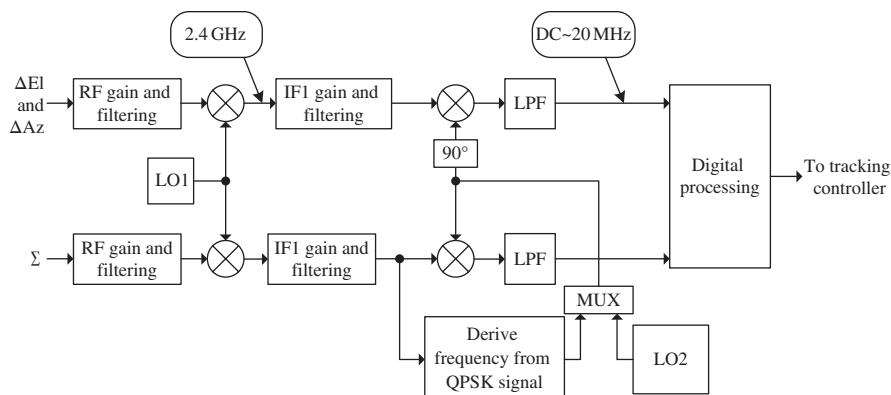 2.4 GHz
DC~20 MHz
ΔEl
and
ΔAz
RF gain and
filtering
IF1 gain and
filtering
LPF
90°
LO1
Digital
processing
To tracking
controller
Σ
RF gain and
filtering
IF1 gain and
filtering
LPF
MUX
Derive
frequency from
QPSK signal
LO2